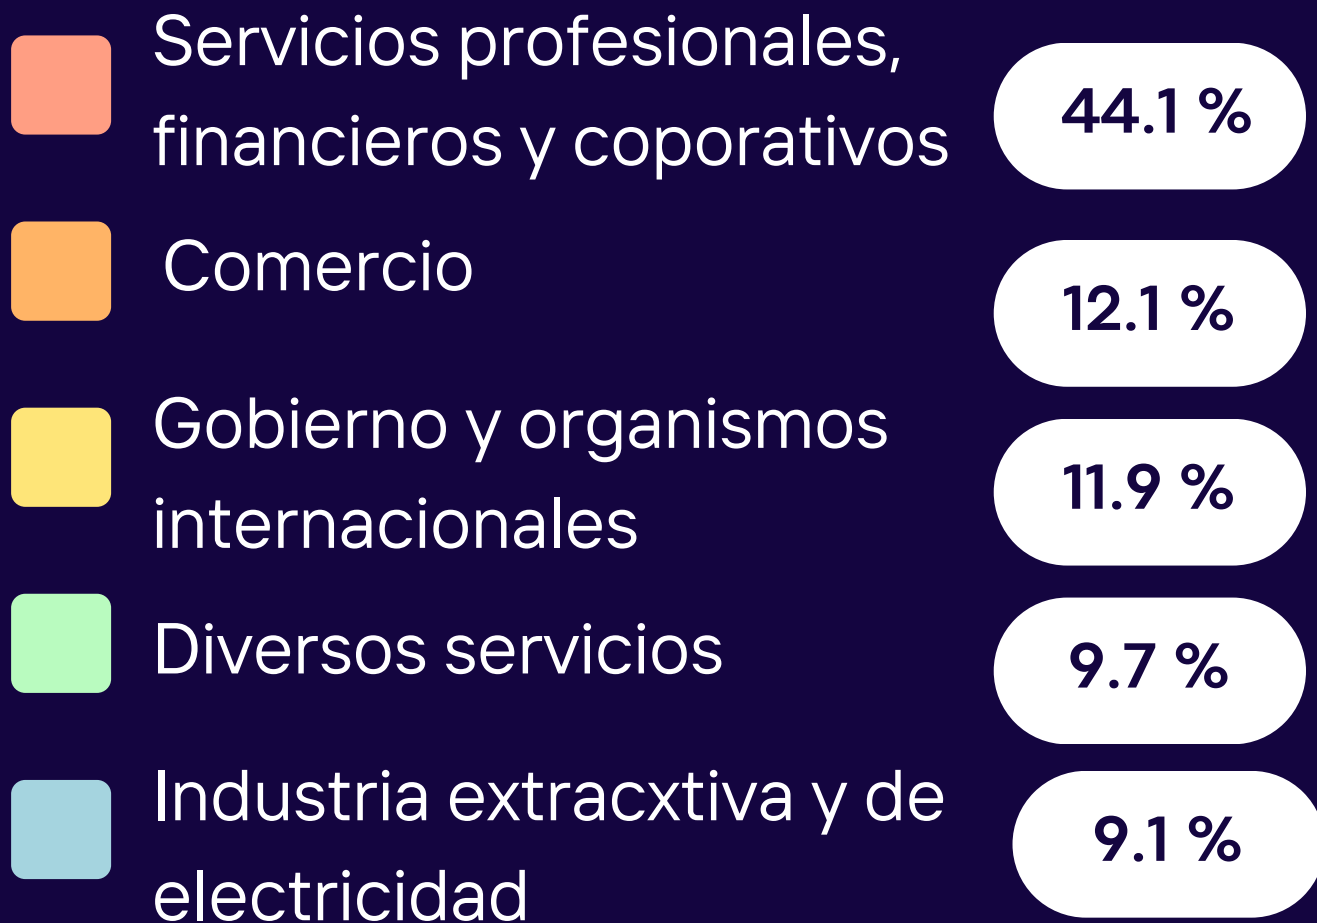 Servicios profesionales,
financieros y coporativos
44.1 %
Comercio
12.1 %
Gobierno y organismos
internacionales
11.9 %
Diversos servicios
9.7 %
Industria extracxtiva y de
electricidad
9.1 %